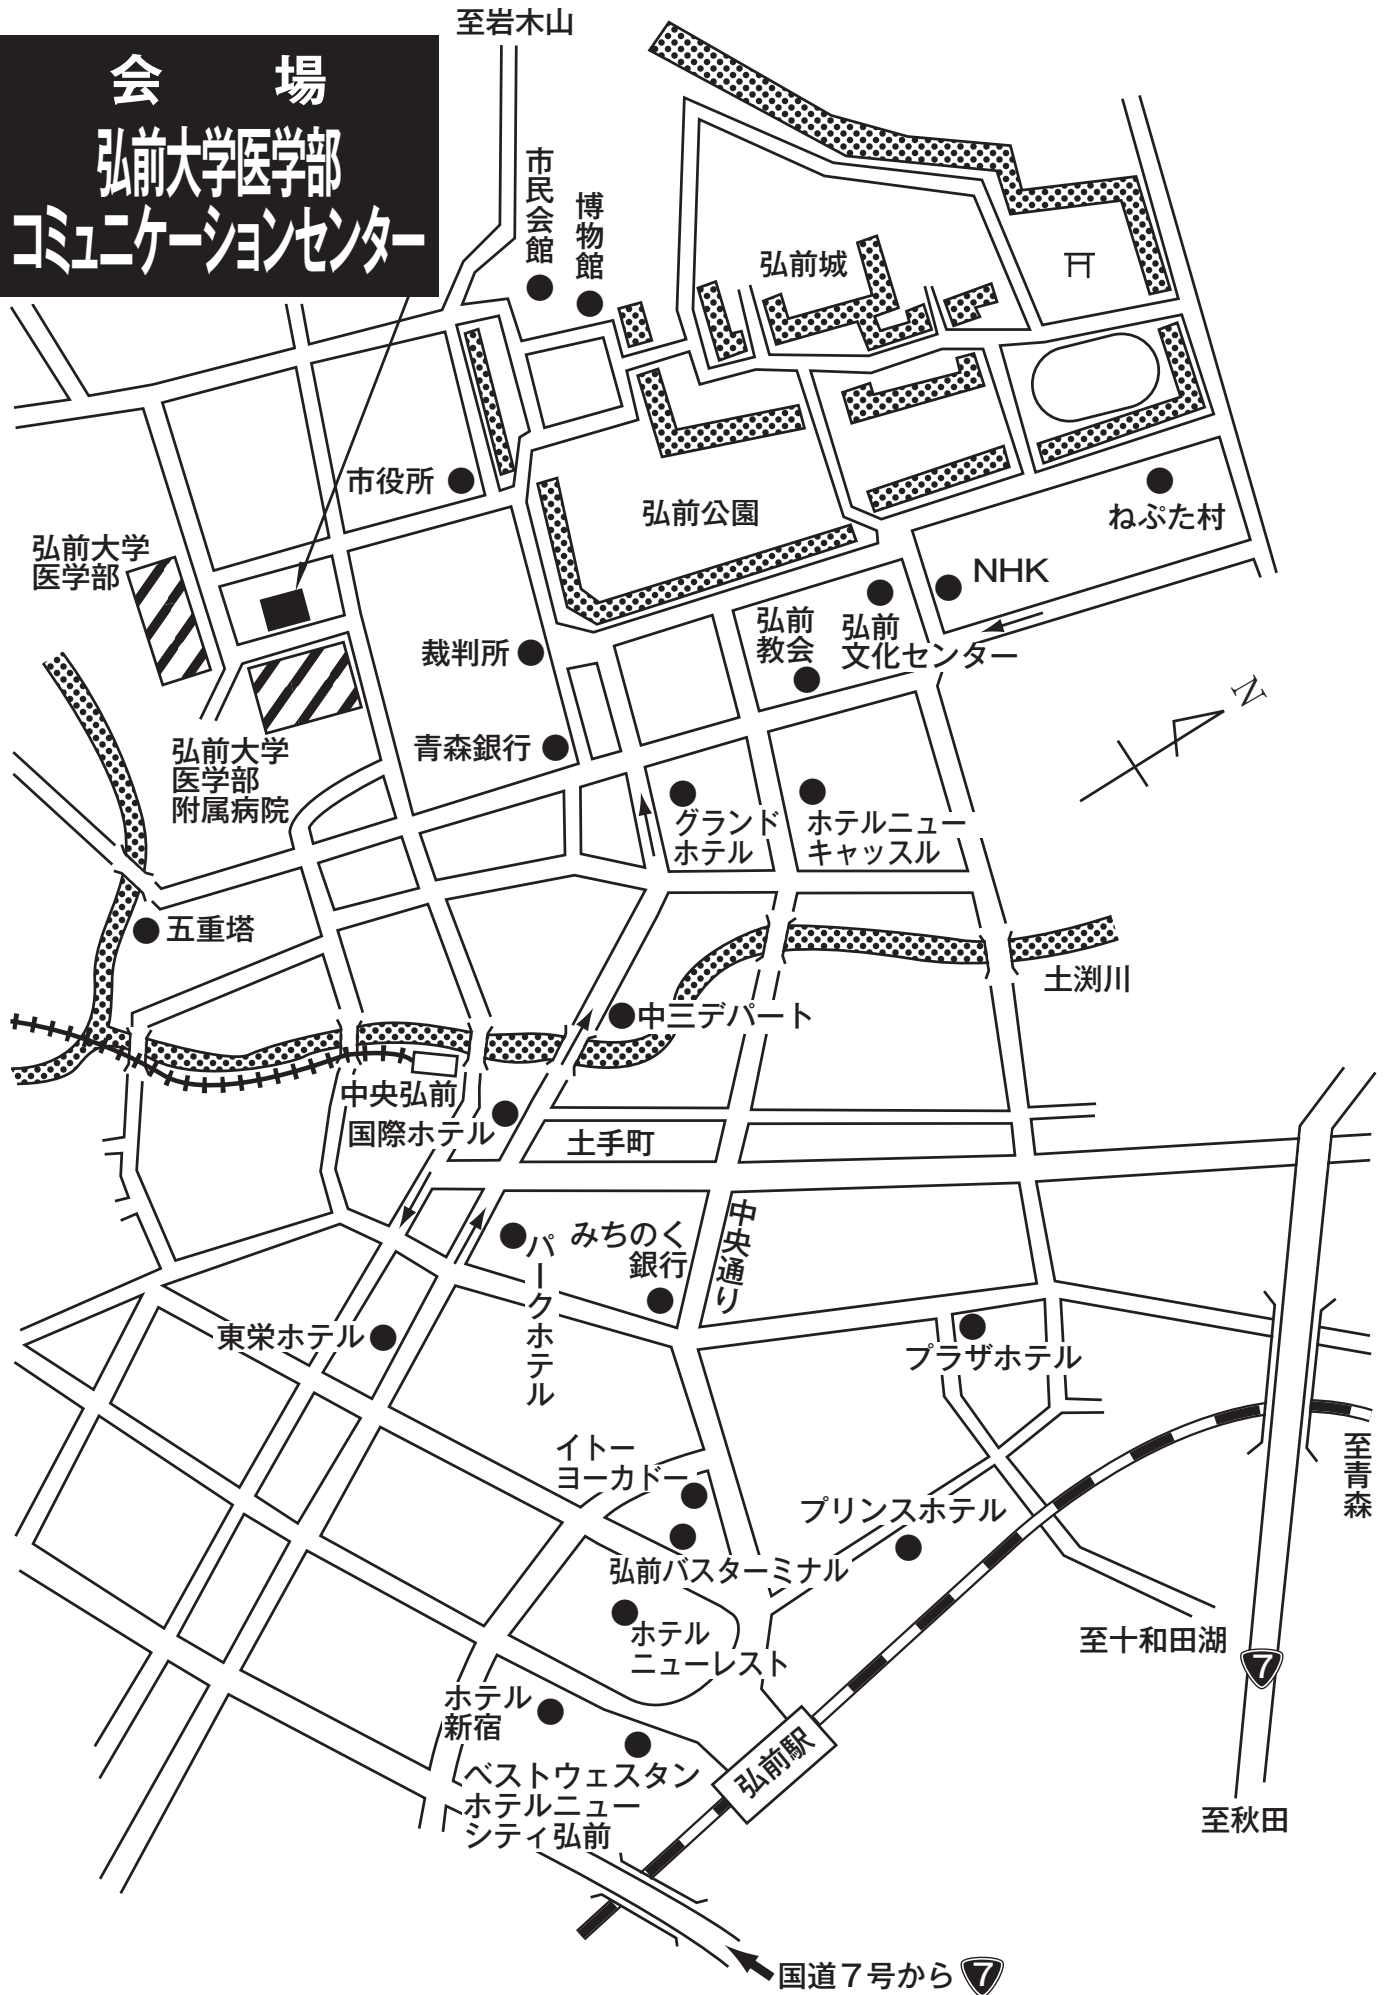 至岩木山
会場
弘前大学医学部
コミュニケーションセンター
市民会館
博物館
弘前城
市役所
弘前公園
ねぷた村
弘前大学
医学部
NHK
裁判所
弘前
教会
弘前
文化センター
N
青森銀行
弘前大学
医学部
附属病院
グランド
ホテル
ホテルニュー
キャッスル
五重塔
土渕川
中三デパート
中央弘前
国際ホテル
土手町
中央通り
みちのく
銀行
パークホテル
東栄ホテル
プラザホテル
イトー
ヨーカドー
至青森
プリンスホテル
弘前バスターミナル
ホテル
ニューレスト
至十和田湖
7
ホテル
新宿
弘前駅
ベストウェスタン
ホテルニュー
シティ弘前
至秋田
国道７号から
7